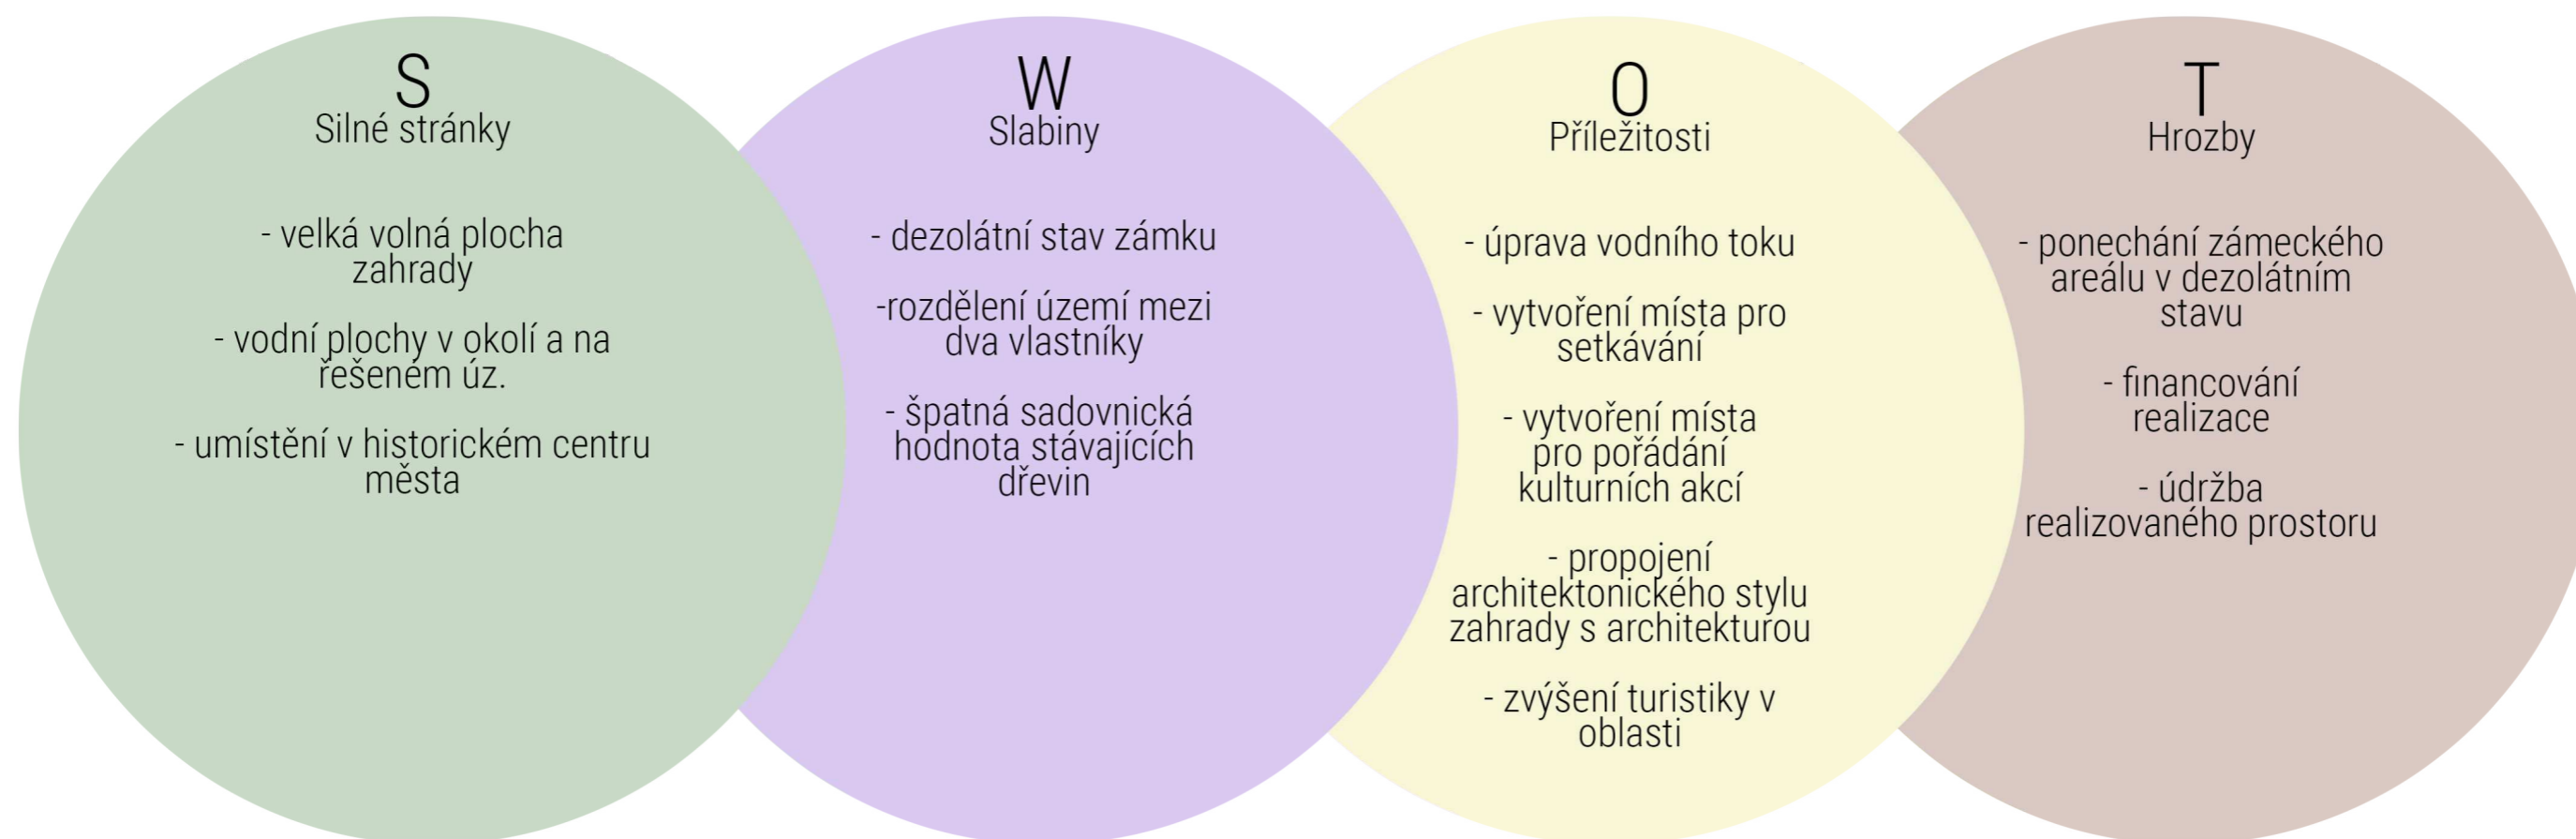 S
Silné stránky
- velká volná plocha
zahrady
- vodní plochy v okolí a na
řešeném úz.
- umístění v historickém centru
města
W
Slabiny
- dezolátní stav zámku
-rozdělení území mezi
dva vlastníky
- špatná sadovnická
hodnota stávajících
dřevin
O
Příležitosti
- úprava vodního toku
- vytvoření místa pro
setkávání
- vytvoření místa
pro pořádání
kulturních akcí
- propojení
architektonického stylu
zahrady s architekturou
- zvýšení turistiky v
oblasti
T
Hrozby
- ponechání zámeckého
areálu v dezolátním
stavu
- financování
realizace
- údržba
realizovaného prostoru